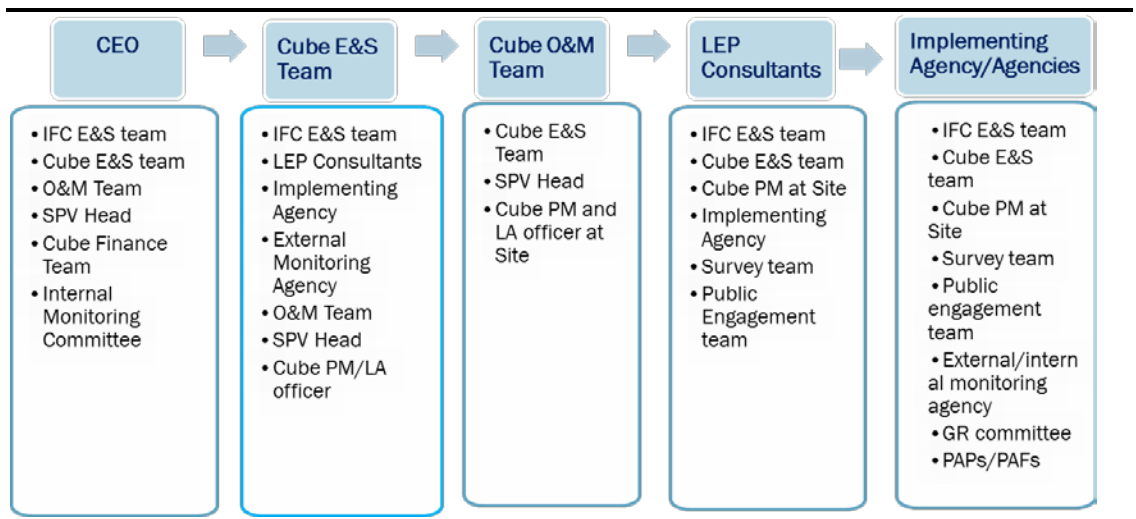 CEO
• IFC E&S team
• Cube E&S team
• O&M Team
• SPV Head
• Cube Finance
Team
• Internal
Monitoring
Committee
Cube E&S
Team
• IFC E&S team
• LEP Consultants
• Implementing
Agency
• External
Monitoring
Agency
• O&M Team
• SPV Head
• Cube PM/LA
officer
Cube O&M
Team
• Cube E&S
Team
• SPV Head
• Cube PM and
LA officer at
Site
LEP
Consultants
• IFC E&S team
• Cube E&S team
• Cube PM at Site
• Implementing
Agency
• Survey team
• Public
Engagement
team
Implementing
Agency/Agencies
• IFC E&S team
• Cube E&S
team
• Cube PM at
Site
• Survey team
• Public
engagement
team
• External/intern
al monitoring
agency
• GR committee
• PAPs/PAFs